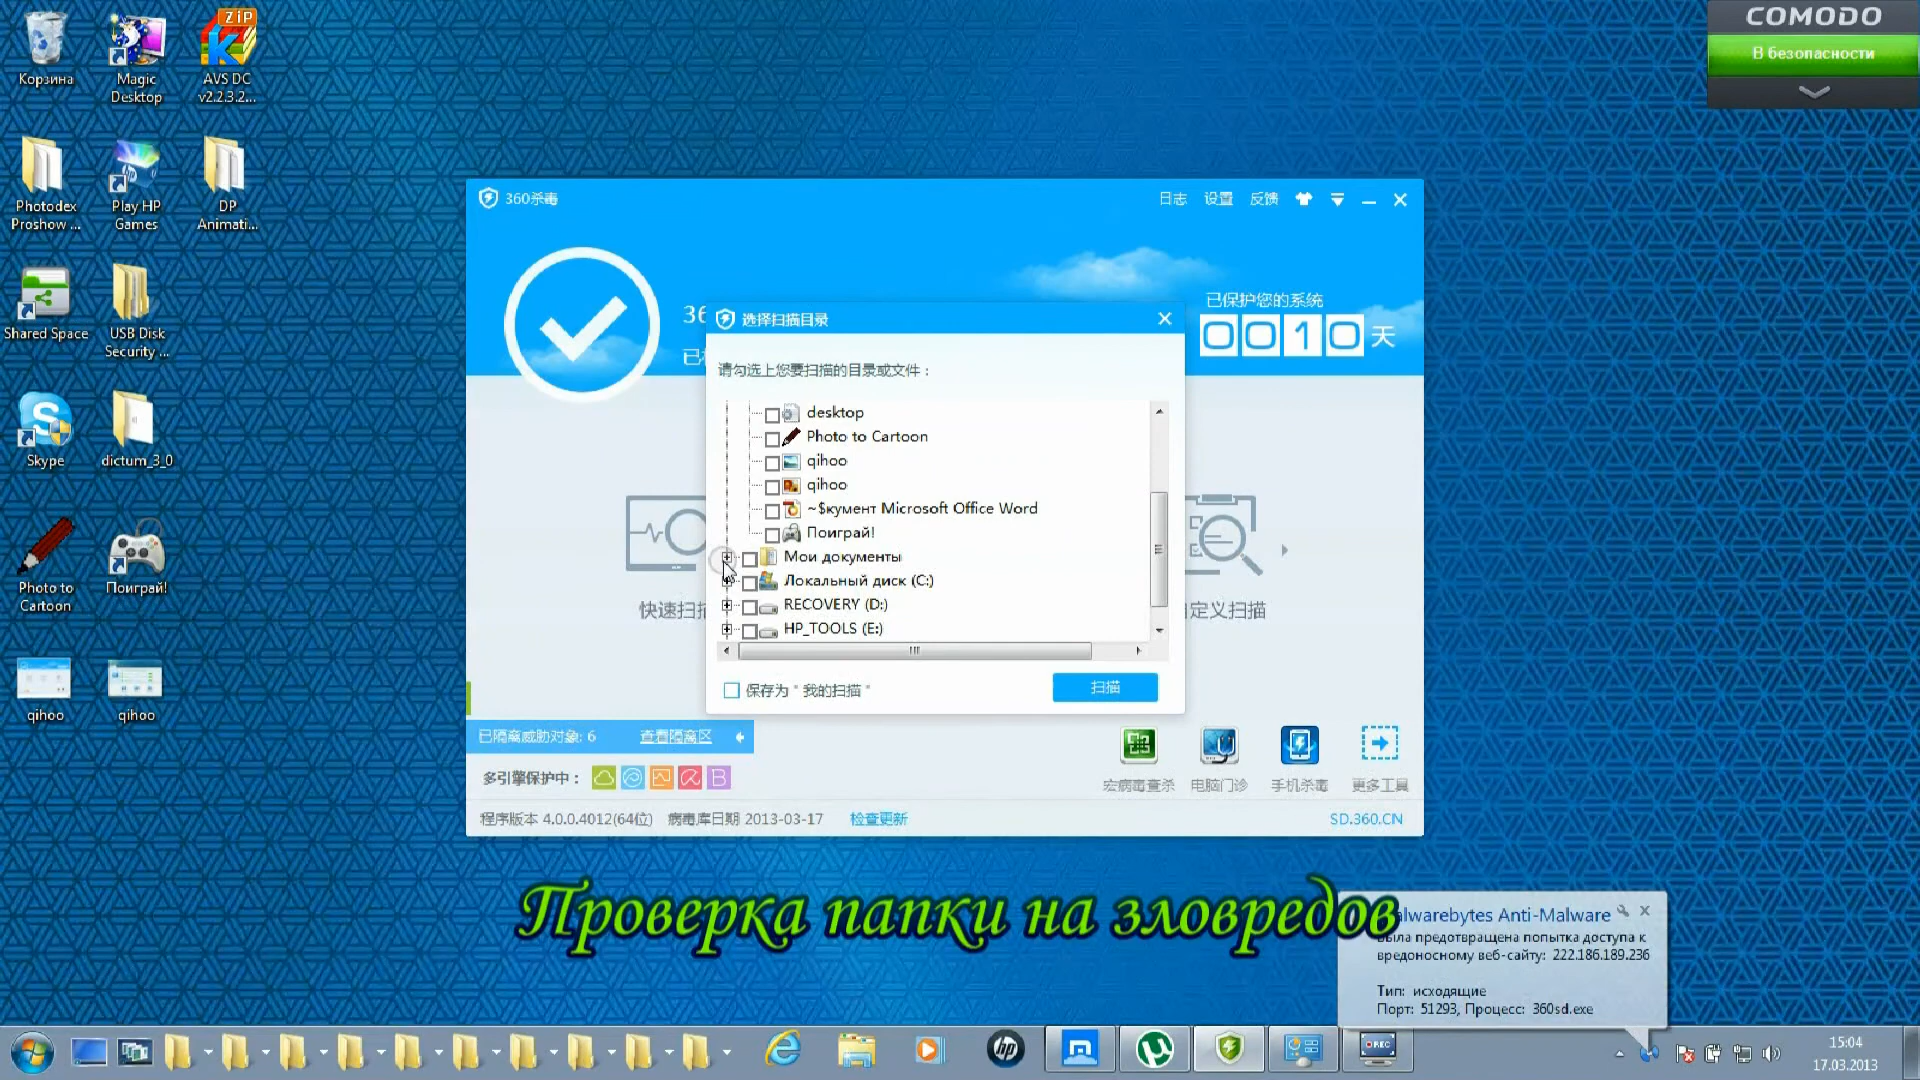 COMODO
В безопасности
Корзина
Magic
Desktop
ZIP
AVS DC
v2.2.3.2...
Photodex
Proshow ...
Play HP
Games
DP
Animati...
Shared Space
USB Disk
Security ...
Skype
dictum_3_0
Photo to
Cartoon
Поиграй!
qihoo
qihoo
360杀毒
日志
设置
反馈
已保护您的系统
0010 天
选择扫描目录
请勾选上您要扫描的目录或文件：
desktop
Photo to Cartoon
qihoo
qihoo
~$кумент Microsoft Office Word
Поиграй!
Мои документы
Локальный диск (C:)
RECOVERY (D:)
HP_TOOLS (E:)
保存为 "我的扫描"
扫描
快速扫
定义扫描
已隔离威胁对象: 6
查看隔离区
多引擎保护中：
宏病毒查杀
电脑门诊
手机杀毒
更多工具
程序版本 4.0.0.4012(64位)
病毒库日期 2013-03-17
检查更新
SD.360.CN
Проверка папки на зловредов
alwarebytes Anti-Malware
Была предотвращена попытка доступа к
вредоносному веб-сайту: 222.186.189.236
Тип: исходящие
Порт: 51293, Процесс: 360sd.exe
REC
15:04
17.03.2013